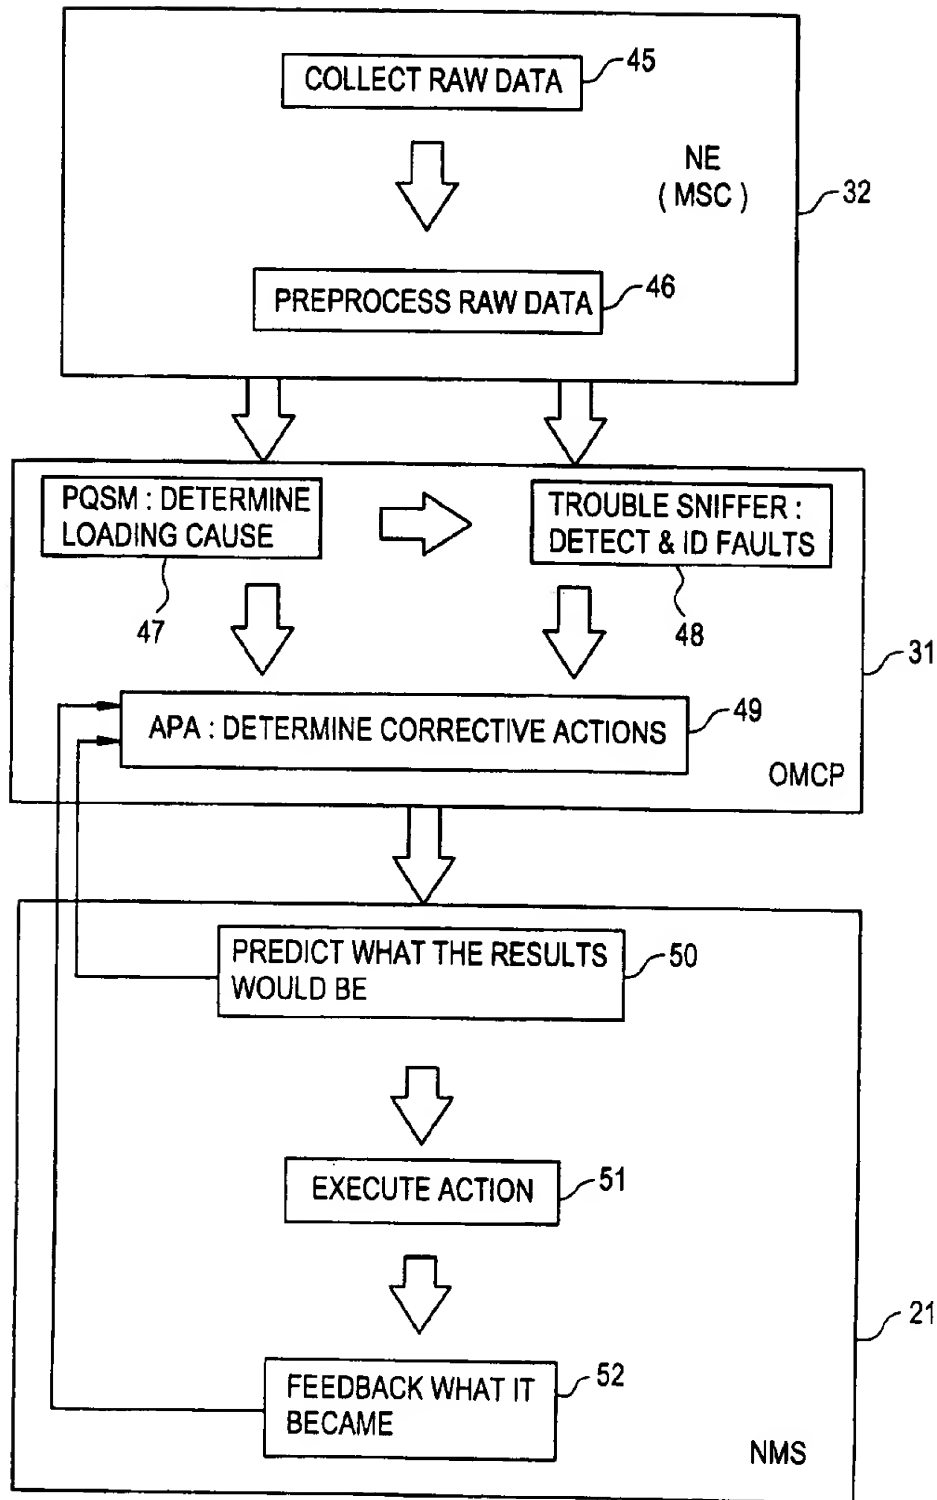 COLLECT RAW DATA
45
NE
( MSC )
32
PREPROCESS RAW DATA
46
PQSM : DETERMINE
LOADING CAUSE
47
TROUBLE SNIFFER :
DETECT & ID FAULTS
48
31
APA : DETERMINE CORRECTIVE ACTIONS
49
OMCP
PREDICT WHAT THE RESULTS
WOULD BE
50
EXECUTE ACTION
51
21
FEEDBACK WHAT IT
BECAME
52
NMS